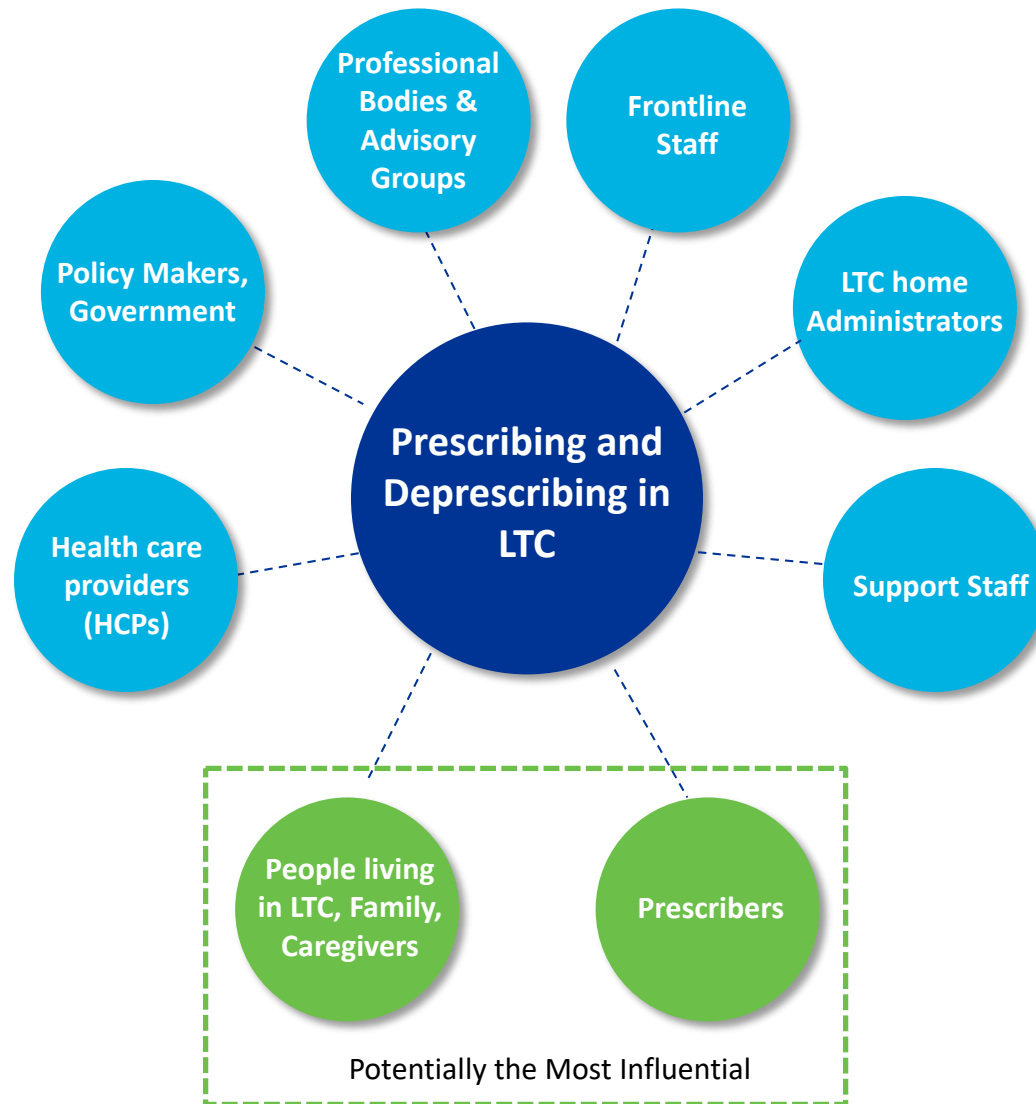 Professional
Bodies &
Advisory
Groups
Frontline
Staff
Policy Makers,
Government
LTC home
Administrators
Prescribing and
Deprescribing in
LTC
Health care
providers
(HCPs)
Support Staff
People living
in LTC, Family,
Caregivers
Prescribers
Potentially the Most Influential